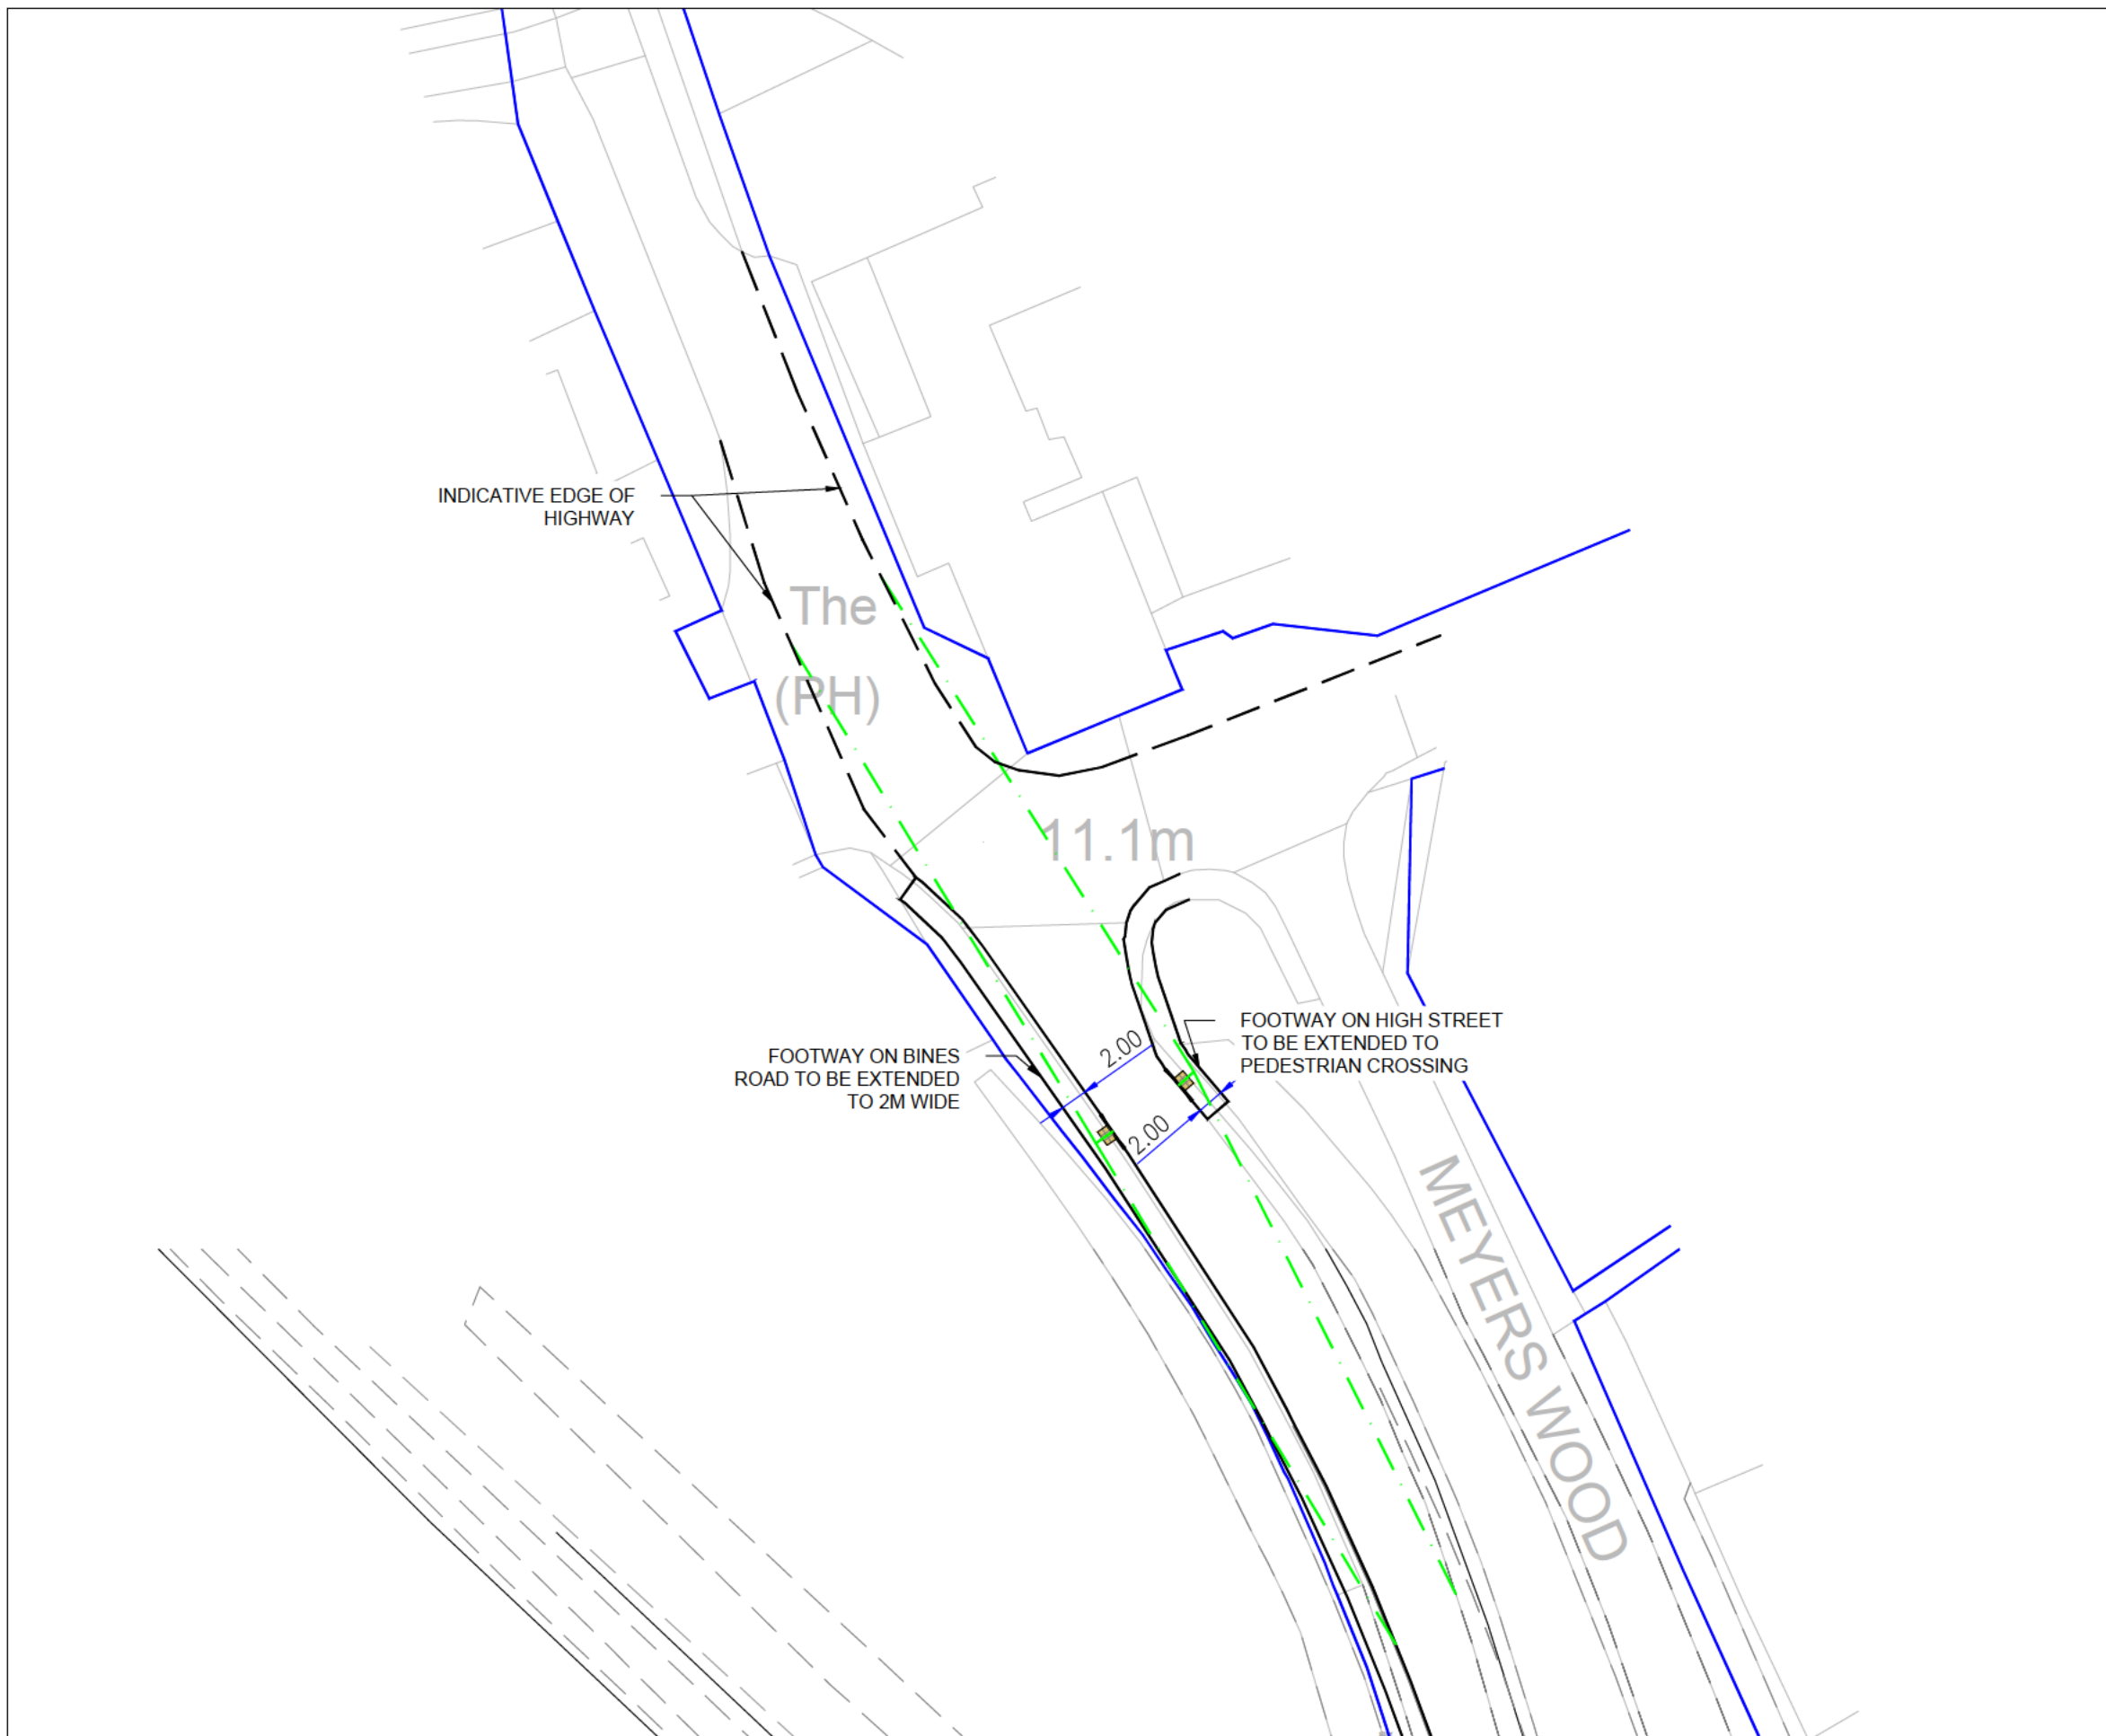 INDICATIVE EDGE OF
HIGHWAY
The
(PH)
11.1m
FOOTWAY ON HIGH STREET
TO BE EXTENDED TO
PEDESTRIAN CROSSING
2.00
FOOTWAY ON BINES
ROAD TO BE EXTENDED
TO 2M WIDE
2.00
MEYERS WOOD